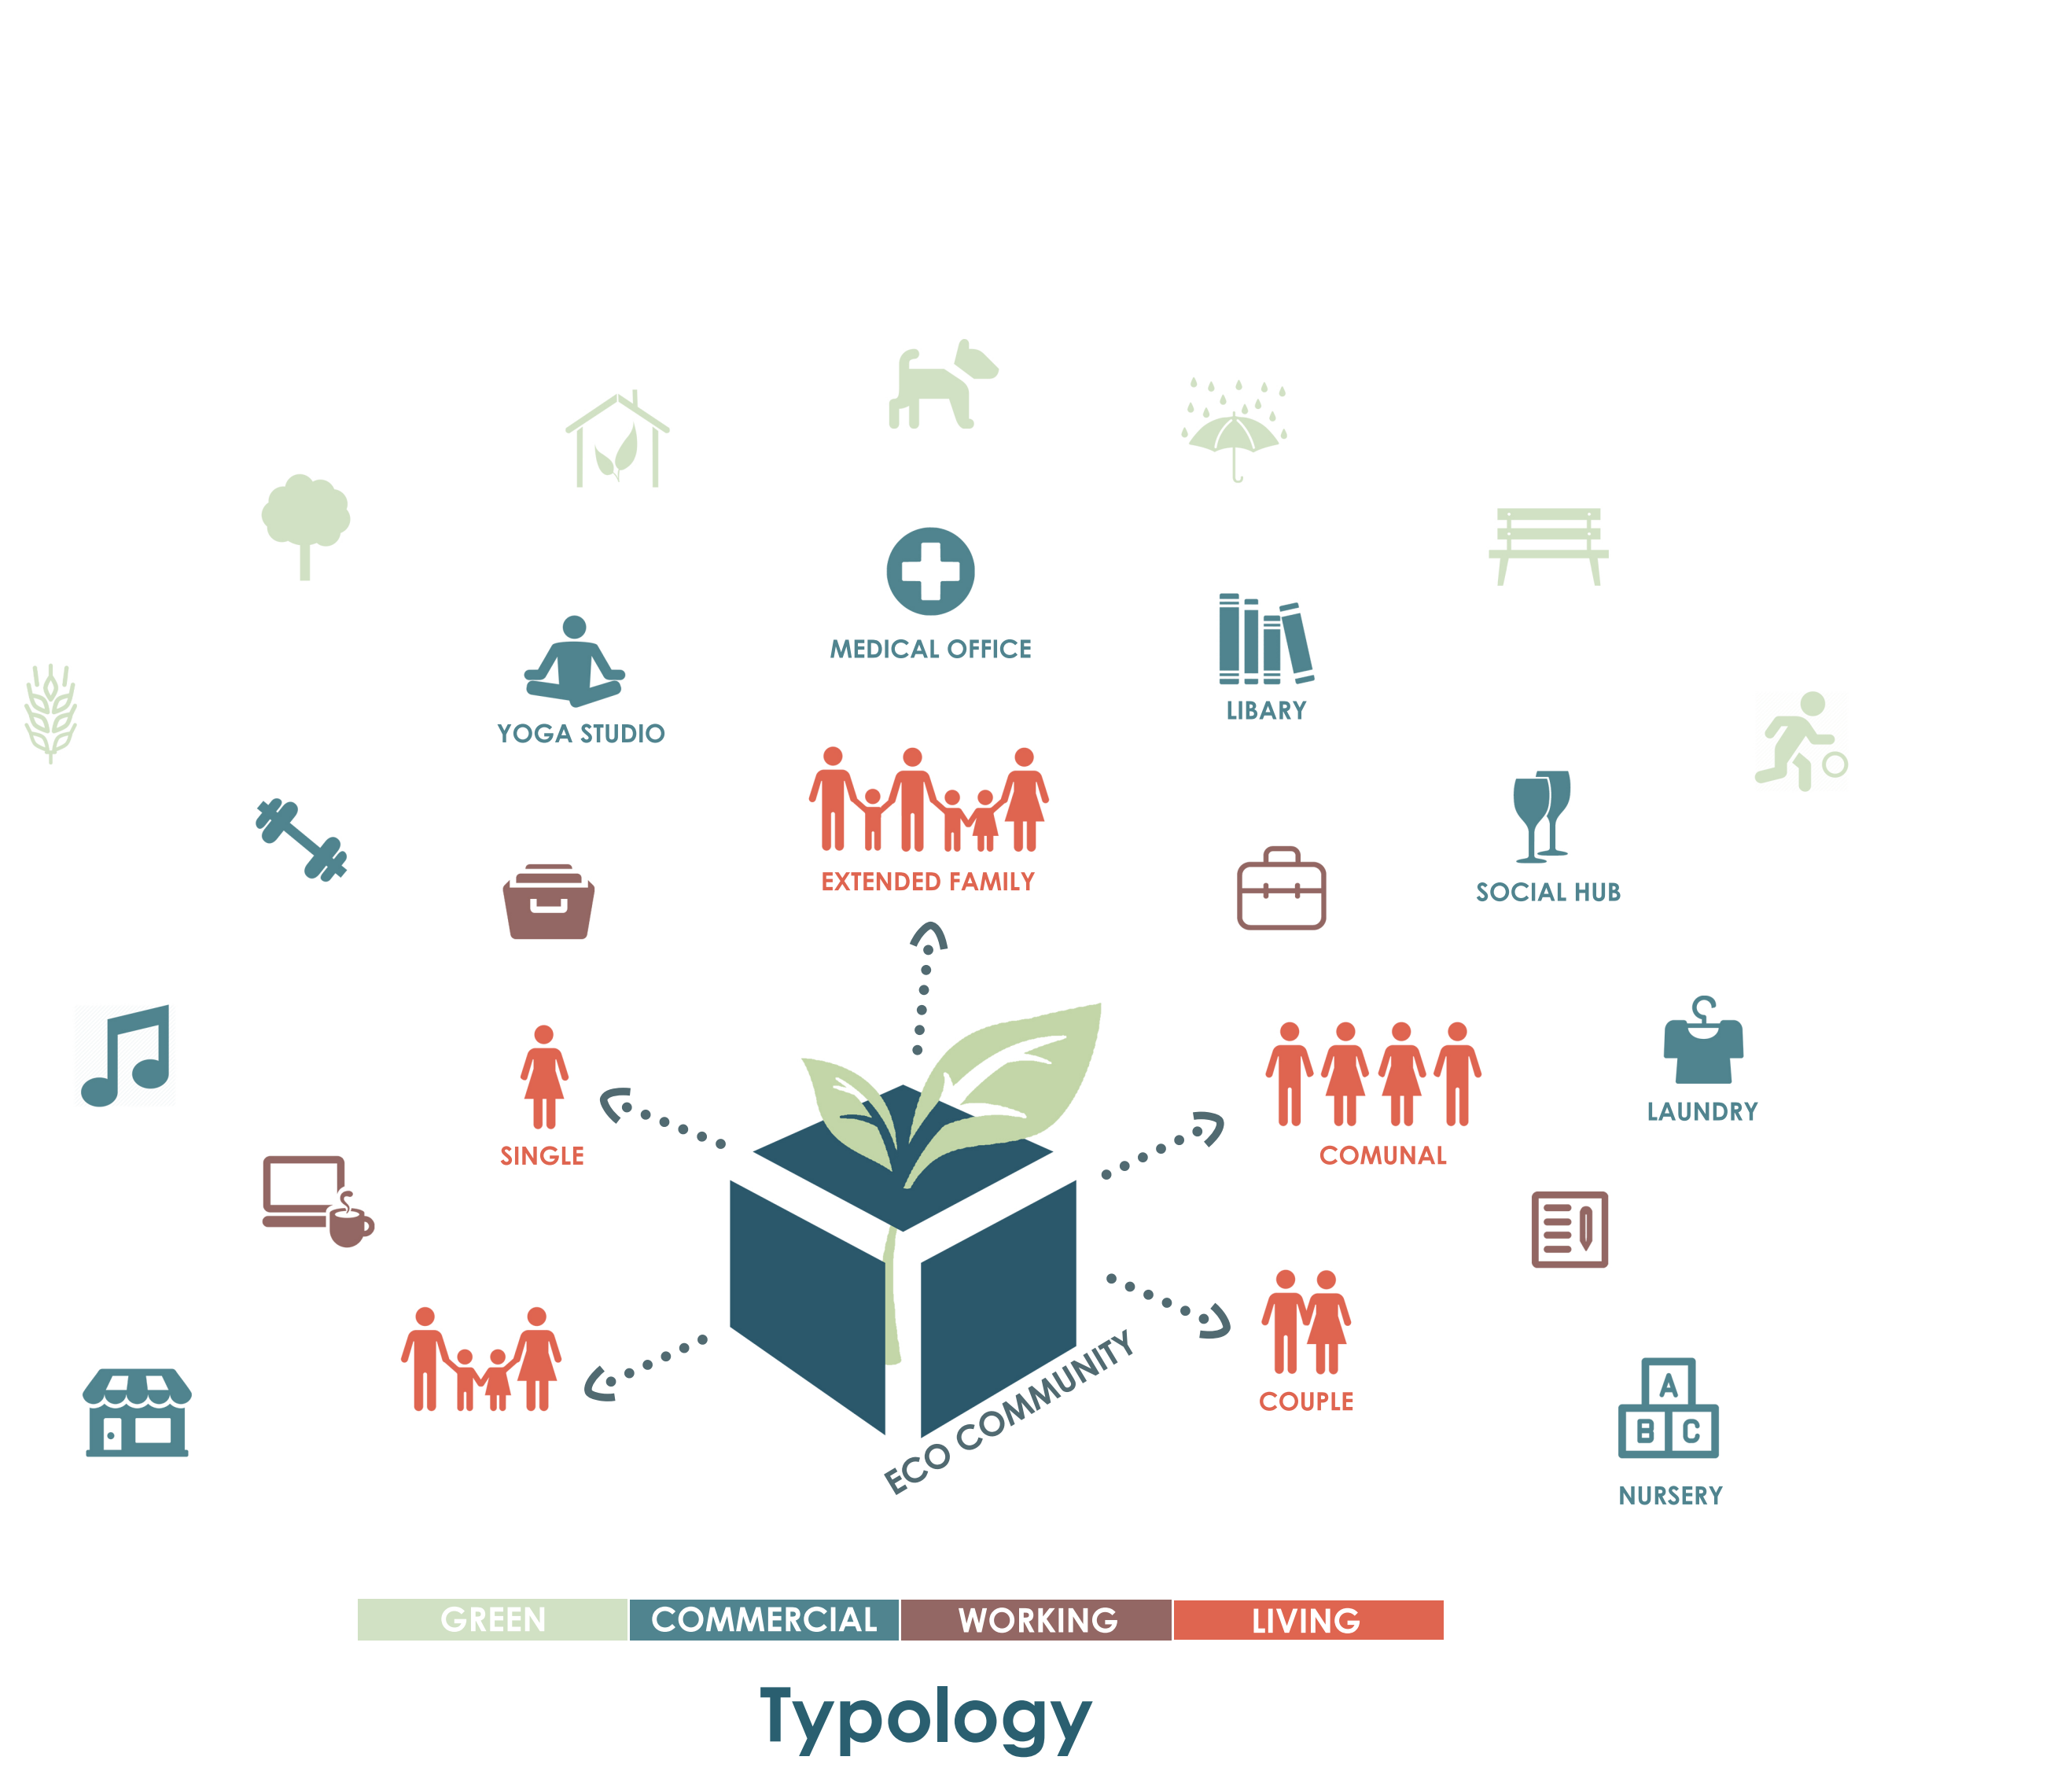 MEDICAL OFFICE
LIBARY
YOGA STUDIO
EXTENDED FAMILY
SOCIAL HUB
LAUNDRY
SINGLE
COMUNAL
COUPLE
A
B C
ECO COMMUNITY
NURSERY
GREEN
COMMERCIAL
WORKING
LIVING
Typology